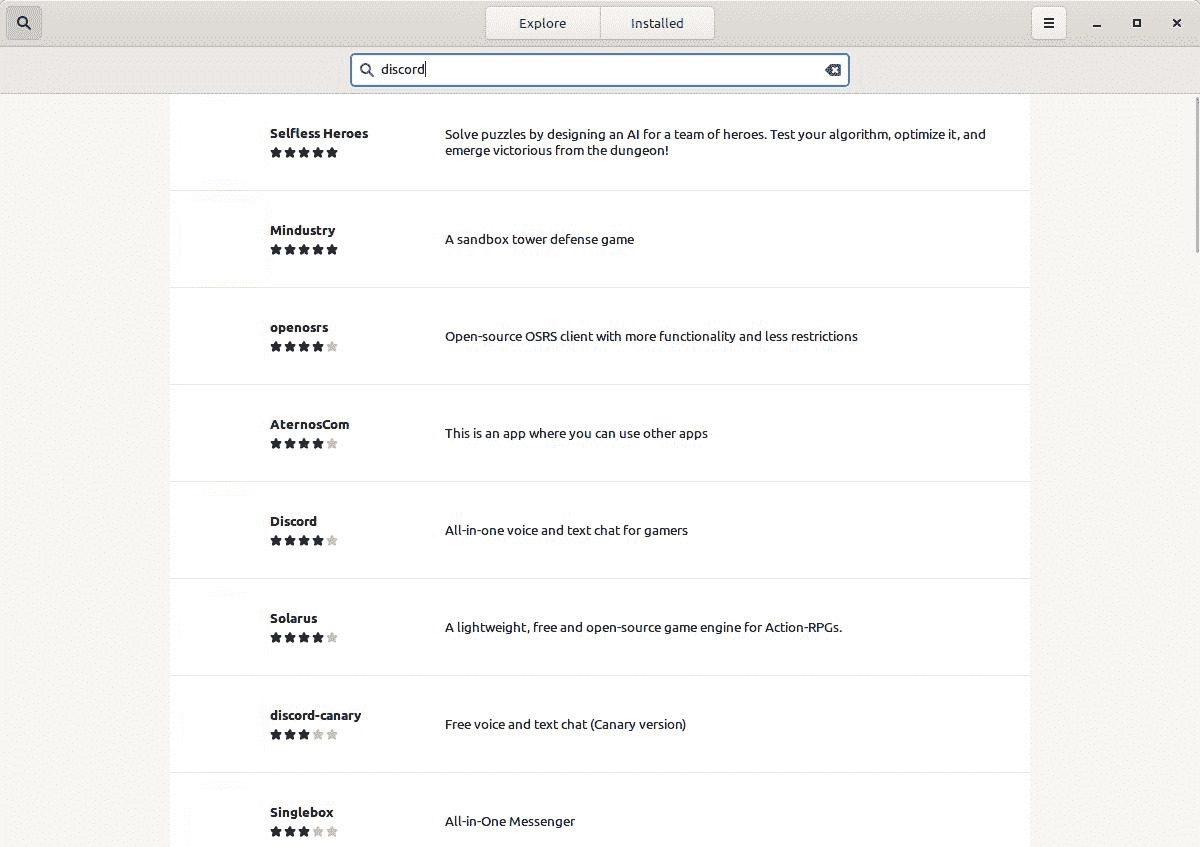 Explore Installed
discord
Selfless Heroes
Solve puzzles by designing an AI for a team of heroes. Test your algorithm, optimize it, and
emerge victorious from the dungeon!
Mindustry
A sandbox tower defense game
openosrs
Open-source OSRS client with more functionality and less restrictions
AternosCom
This is an app where you can use other apps
Discord
All-in-one voice and text chat for gamers
Solarus
A lightweight, free and open-source game engine for Action-RPGs.
discord-canary
Free voice and text chat (Canary version)
Singlebox
All-in-One Messenger